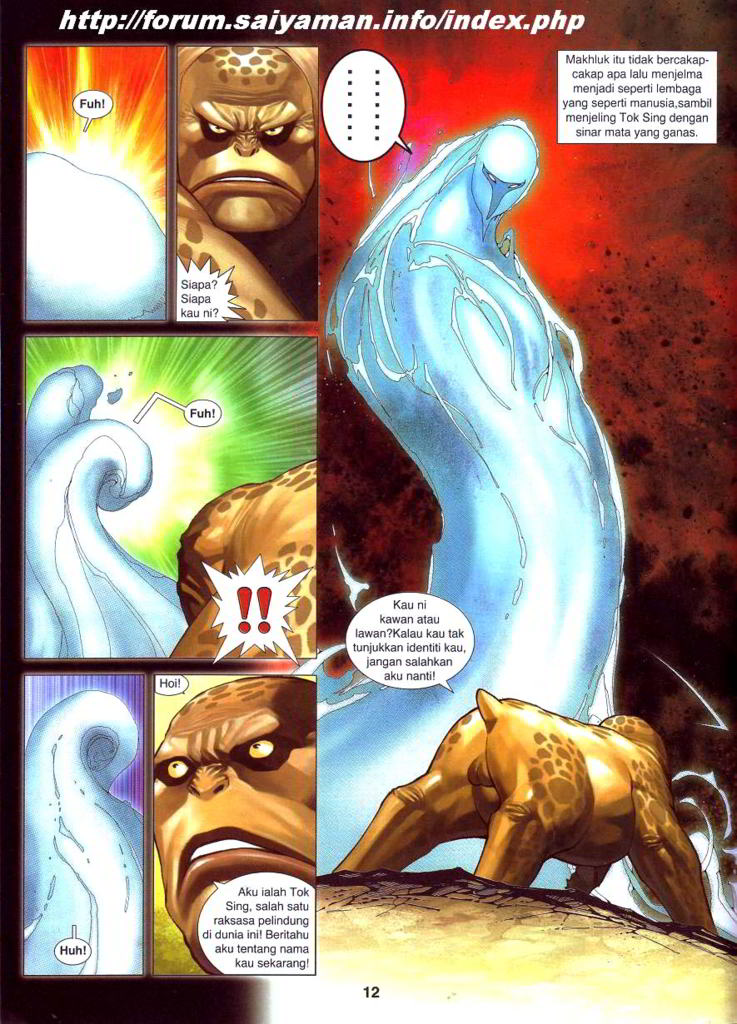 http://forum.saiyaman.info/index.php
Fuh!
Siapa?
Siapa
kau ni?
Fuh!
!!
Huh!
Hoi!
Aku ialah Tok
Sing, salah satu
raksasa pelindung
di dunia ini! Beritahu
aku tentang nama
kau sekarang!
Makhluk itu tidak bercakap-
cakap apa lalu menjelma
menjadi seperti lembaga
yang seperti manusia,sambil
menjeling Tok Sing dengan
sinar mata yang ganas.
Kau ni
kawan atau
lawan?Kalau kau tak
tunjukkan identiti kau,
jangan salahkan
aku nanti!
12